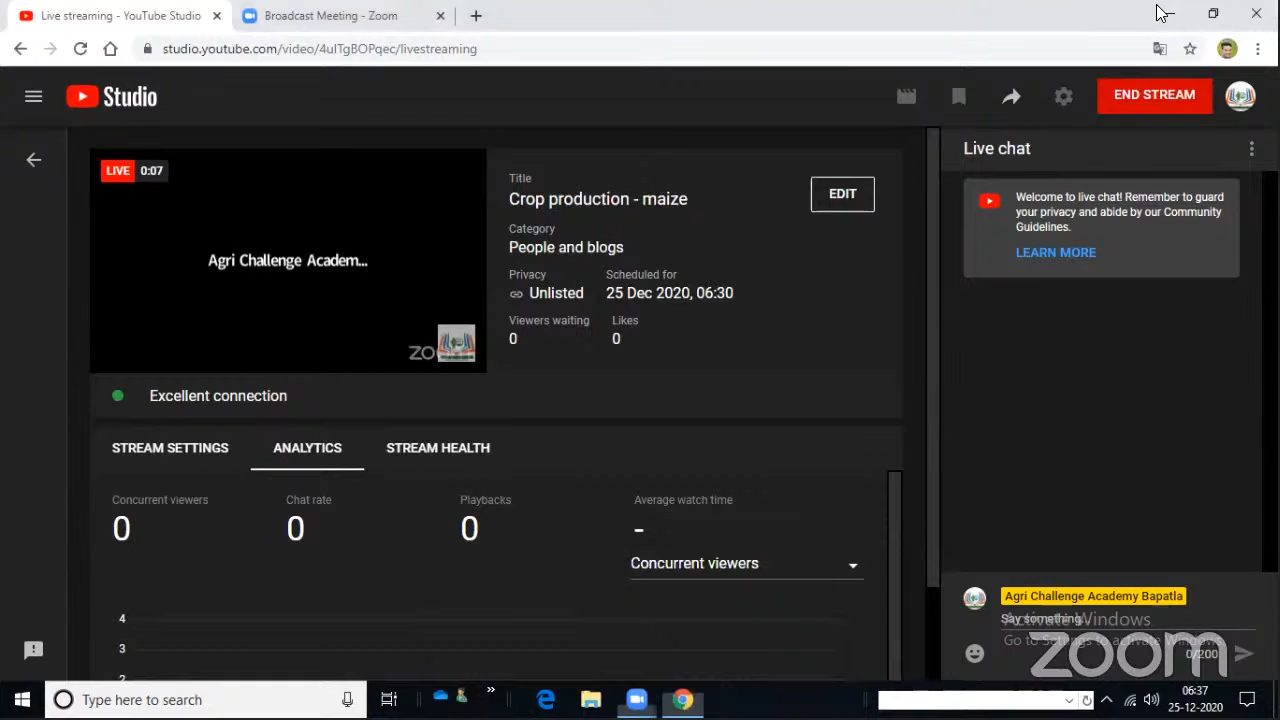 Live streaming - YouTube Studio
Broadcast Meeting - Zoom
studio.youtube.com/video/4uITgBOPqec/livestreaming
Studio
END STREAM
LIVE 0:07
Agri Challenge Academ...
ZOO
Title
Crop production - maize
EDIT
Category
People and blogs
Privacy
Unlisted
Scheduled for
25 Dec 2020, 06:30
Viewers waiting
0
Likes
0
Excellent connection
STREAM SETTINGS
ANALYTICS
STREAM HEALTH
Concurrent viewers
0
Chat rate
0
Playbacks
0
Average watch time
-
Concurrent viewers
4
3
2
Live chat
Welcome to live chat! Remember to guard
your privacy and abide by our Community
Guidelines.
LEARN MORE
Agri Challenge Academy Bapatla
Say something...
Activate Windows
Go to Settings to activate Windows.
0/200
zoom
Type here to search
06:37
25-12-2020